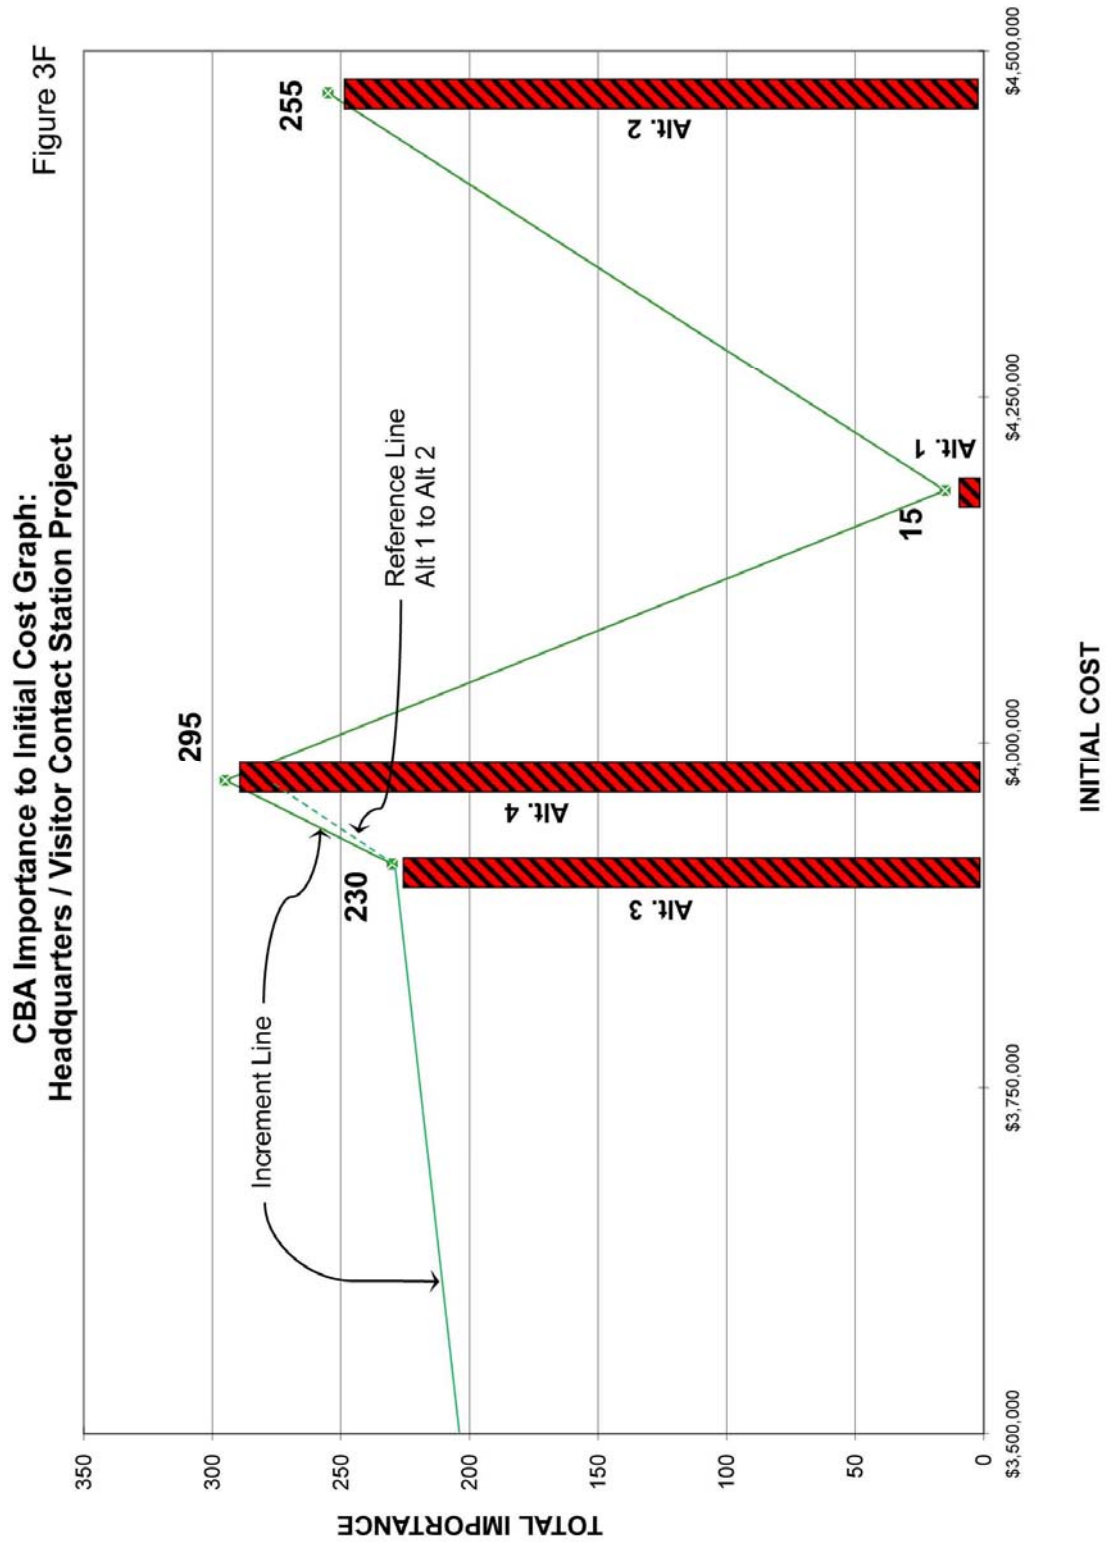 Figure 3F
CBA Importance to Initial Cost Graph:
Headquarters / Visitor Contact Station Project
TOTAL IMPORTANCE
350
300
250
200
150
100
50
0
Increment Line
Reference Line
Alt 1 to Alt 2
230
295
15
255
Alt. 3
Alt. 4
Alt. 1
Alt. 2
$3,500,000
$3,750,000
$4,000,000
$4,250,000
$4,500,000
INITIAL COST